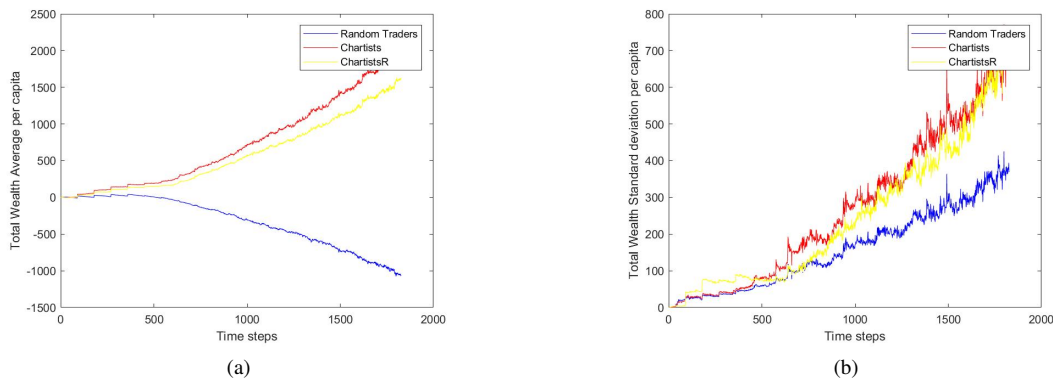 2500
2000
1500
1000
500
0
-500
-1000
-1500
0
500
1000
1500
2000
Total Wealth Average per capita
Time steps
Random Traders
Chartists
ChartistsR
(a)
800
700
600
500
400
300
200
100
0
0
500
1000
1500
2000
Total Wealth Standard deviation per capita
Time steps
Random Traders
Chartists
ChartistsR
(b)